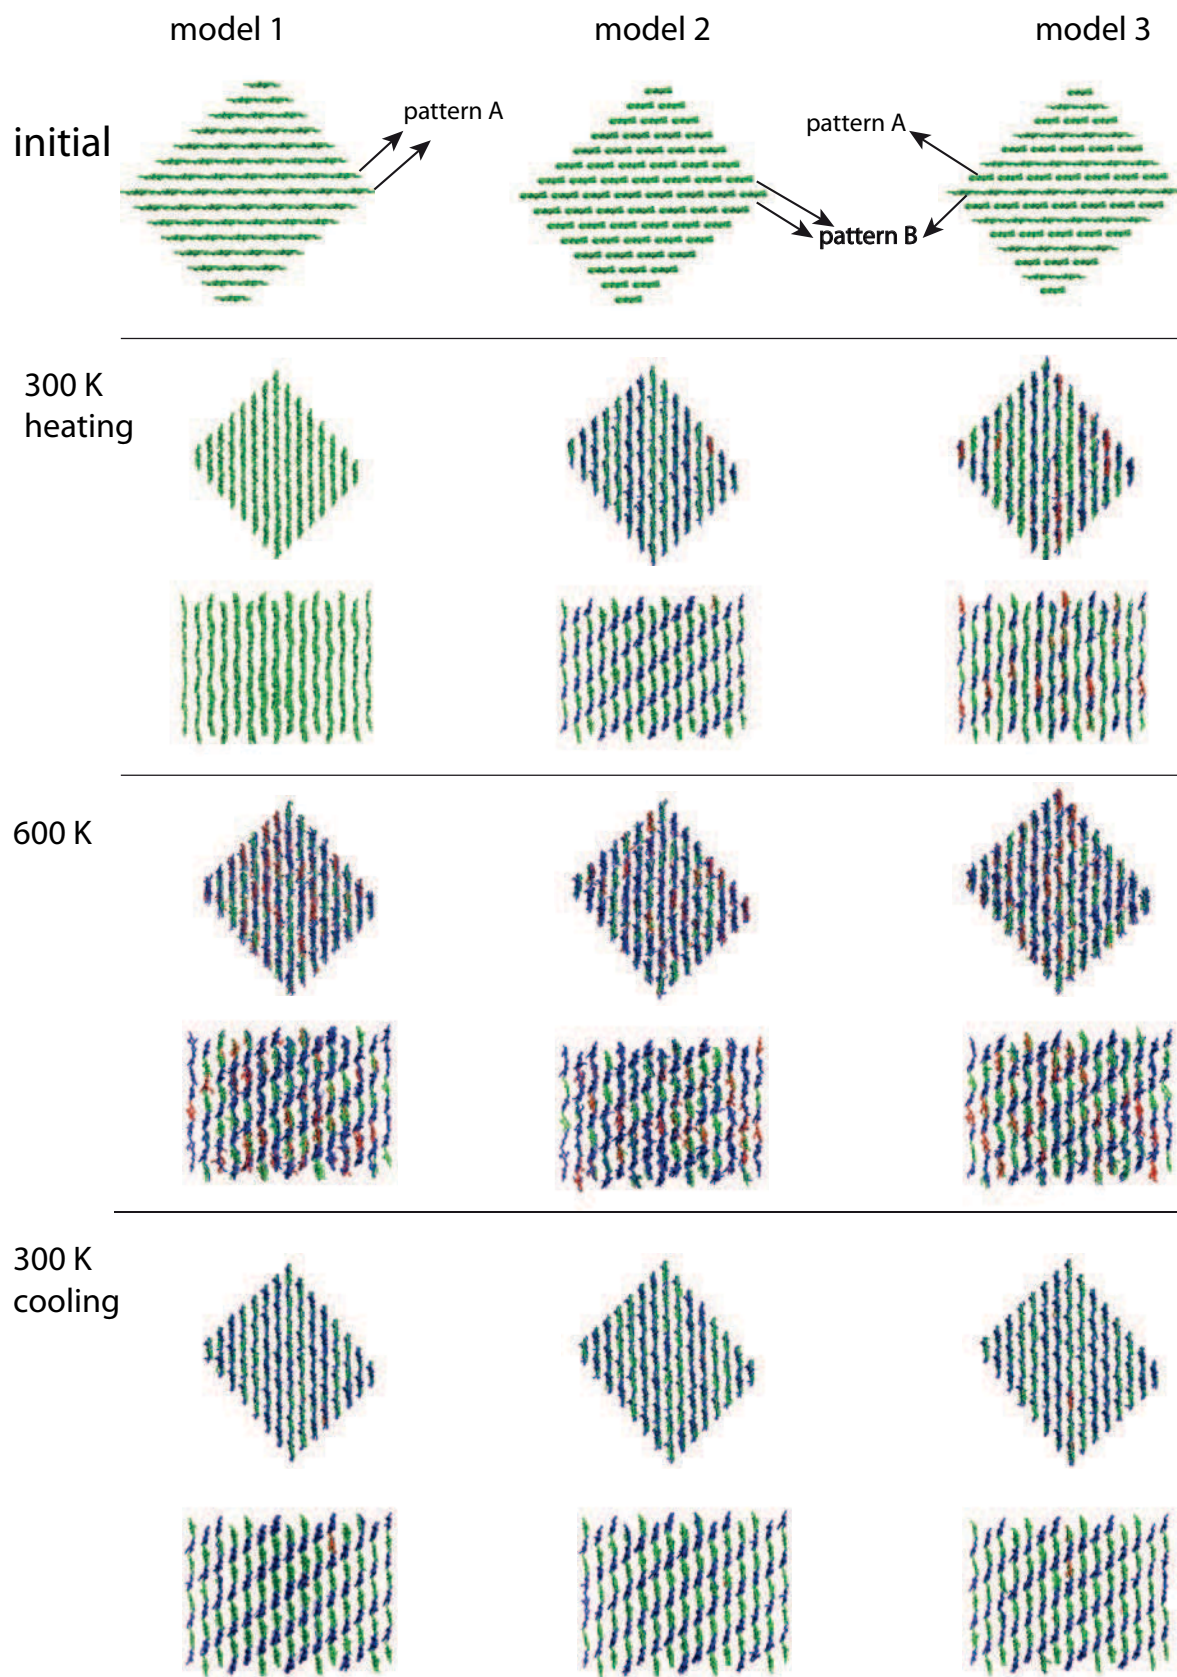 model 1
model 2
model 3
initial
pattern A
pattern A
pattern B
300 K
heating
600 K
300 K
cooling